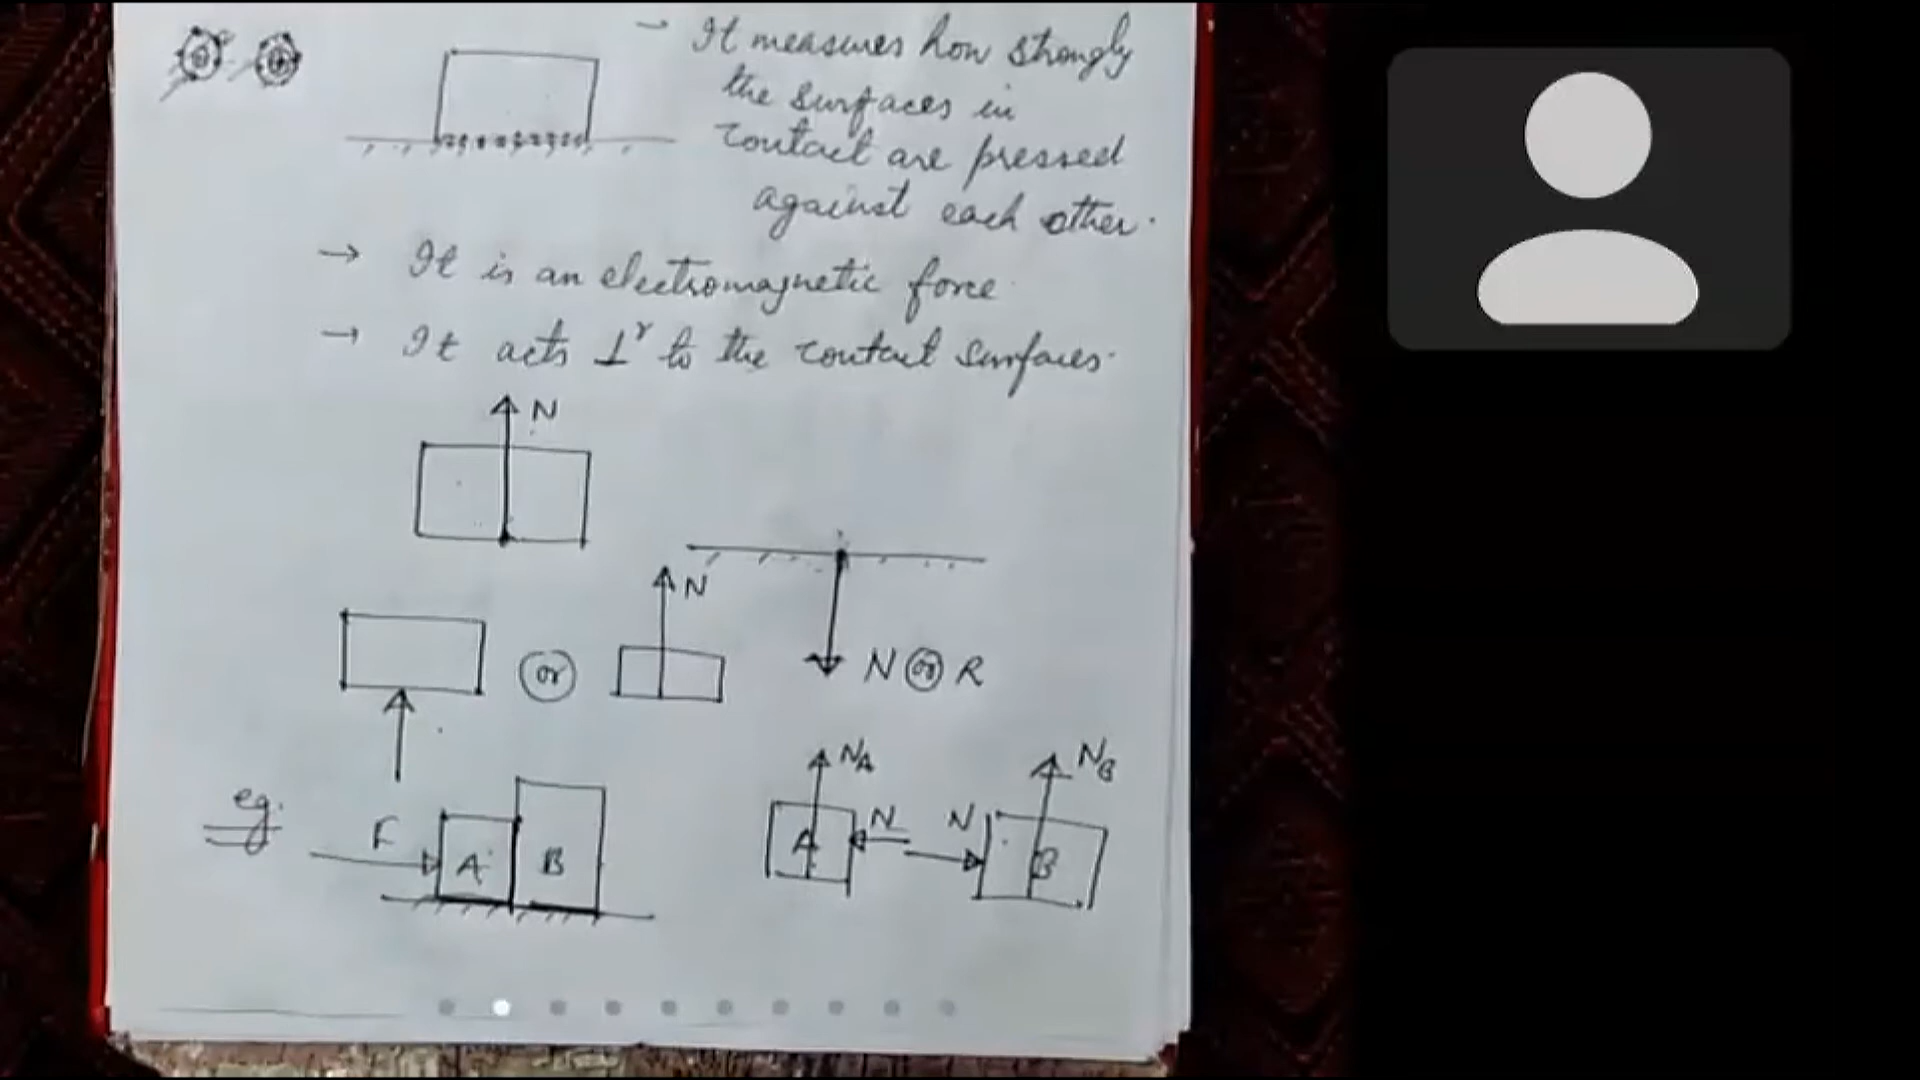 → It measures how strongly
the surfaces in
contact are pressed
against each other.
→ It is an electromagnetic force
→ It acts ⊥r to the contact surfaces.
N
N
or
N or R
eg.
F
A
B
NA
A
N
N
NB
B